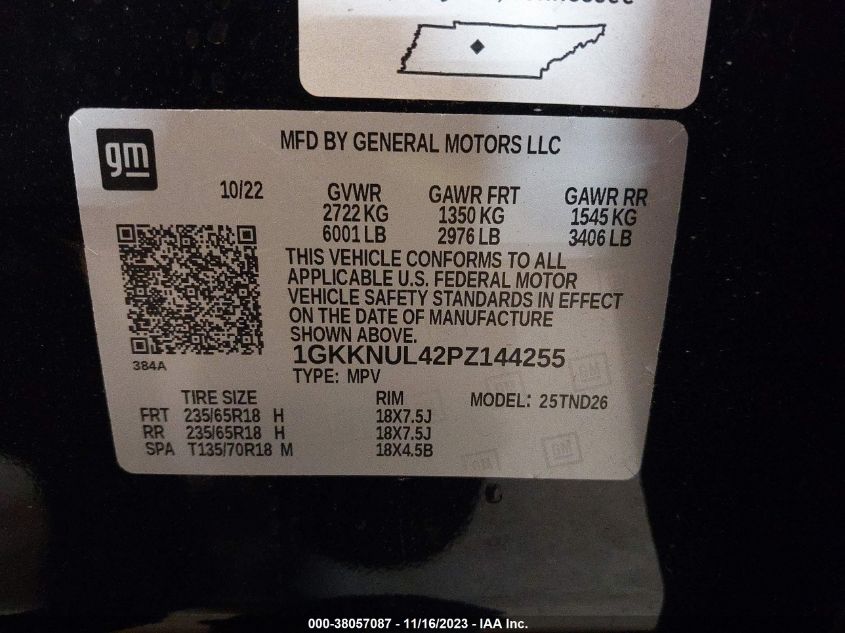 gm
MFD BY GENERAL MOTORS LLC
10/22 GVWR GAWR FRT GAWR RR
2722 KG 1350 KG 1545 KG
6001 LB 2976 LB 3406 LB
THIS VEHICLE CONFORMS TO ALL
APPLICABLE U.S. FEDERAL MOTOR
VEHICLE SAFETY STANDARDS IN EFFECT
ON THE DATE OF MANUFACTURE
SHOWN ABOVE.
384A
1GKKNUL42PZ144255
TYPE: MPV
TIRE SIZE RIM MODEL: 25TND26
FRT 235/65R18 H 18X7.5J
RR 235/65R18 H 18X7.5J
SPA T135/70R18 M 18X4.5B
GM GM GM
000-38057087 - 11/16/2023 - IAA Inc.